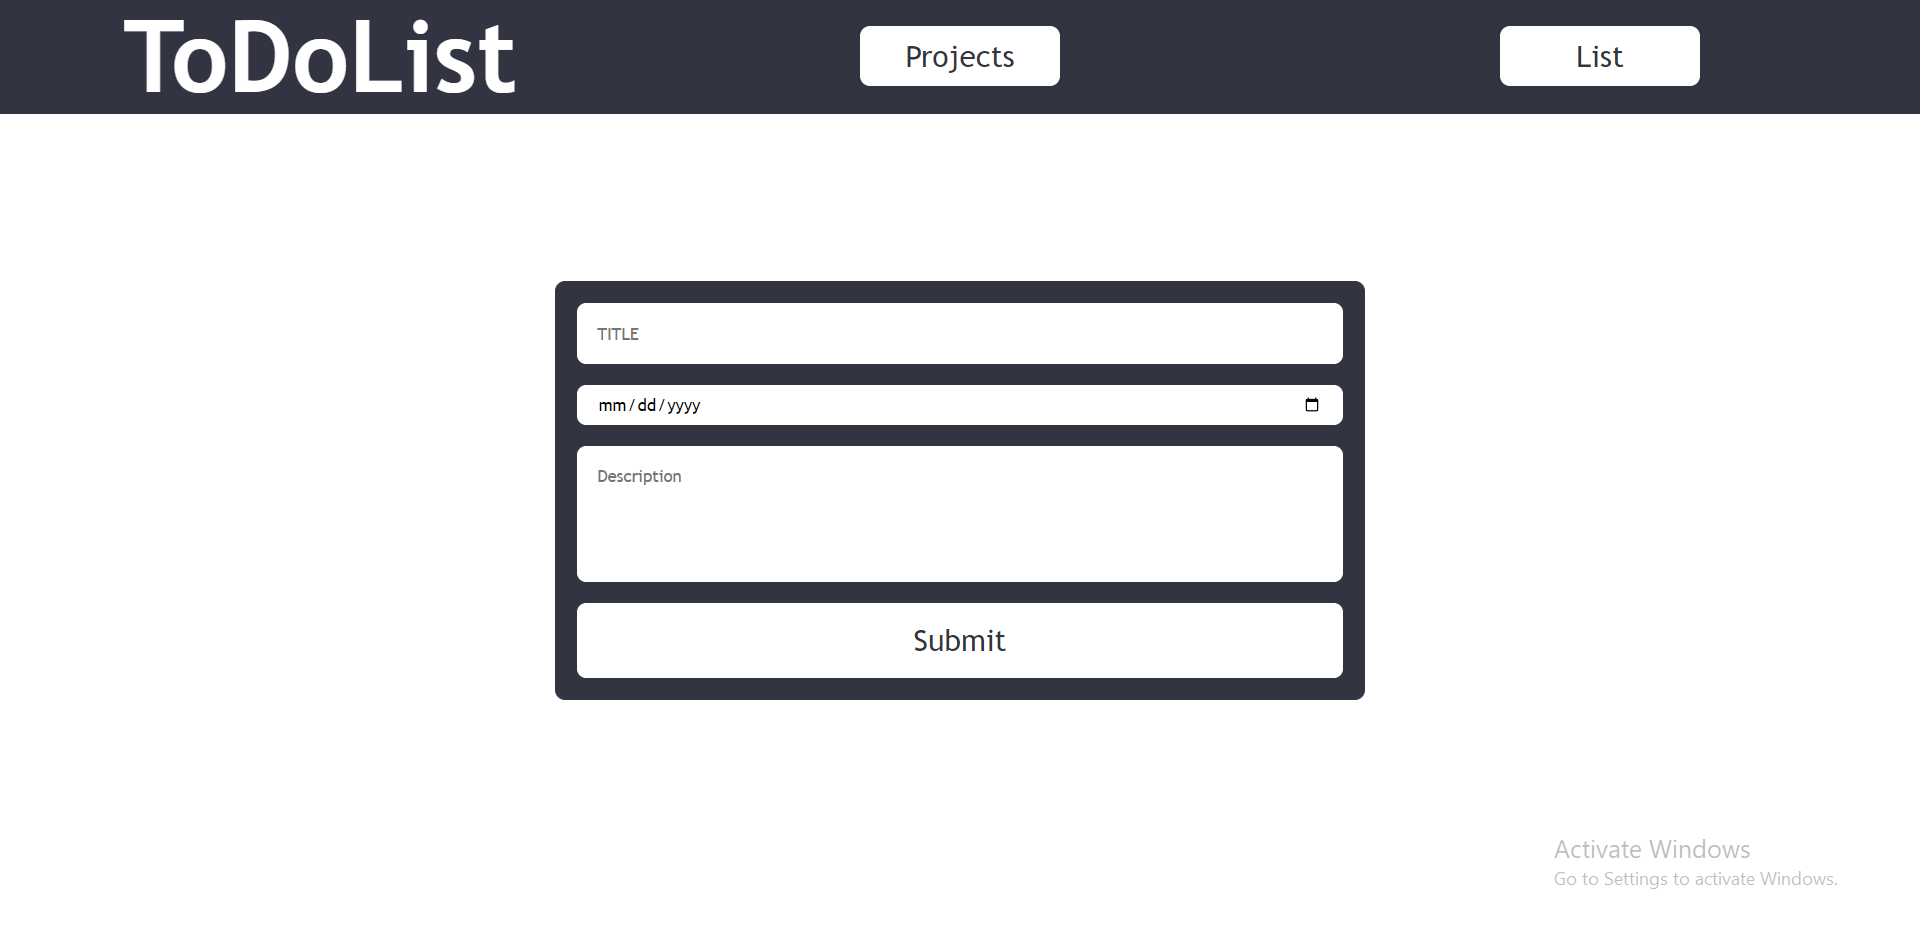 ToDoList
Projects
List
TITLE
mm/dd/yyyy
Description
Submit
Activate Windows
Go to Settings to activate Windows.